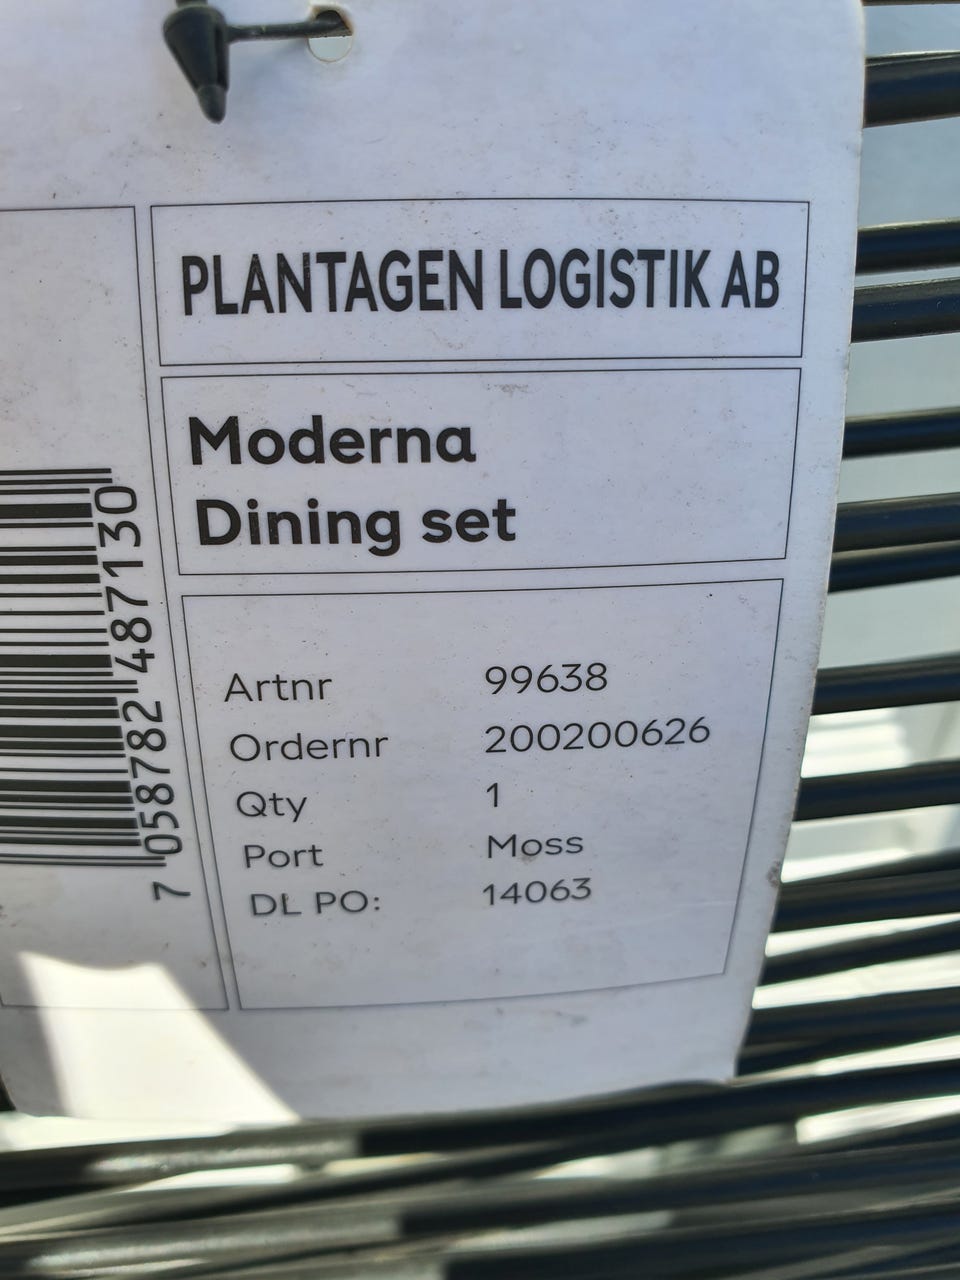 PLANTAGEN LOGISTIK AB
Moderna
Dining set
Artnr 99638
Ordernr 200200626
Qty 1
Port Moss
DL PO: 14063
7 058782 487130